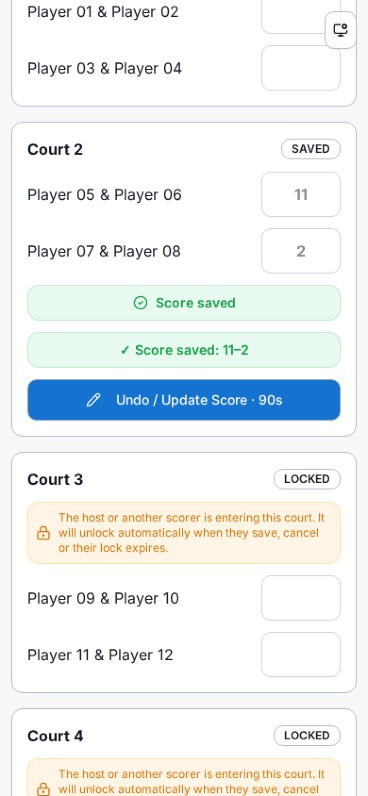 Player 01 & Player 02
Player 03 & Player 04
Court 2
SAVED
Player 05 & Player 06
11
Player 07 & Player 08
2
Score saved
✓ Score saved: 11–2
Undo / Update Score · 90s
Court 3
LOCKED
The host or another scorer is entering this court. It
will unlock automatically when they save, cancel
or their lock expires.
Player 09 & Player 10
Player 11 & Player 12
Court 4
LOCKED
The host or another scorer is entering this court. It
will unlock automatically when they save, cancel